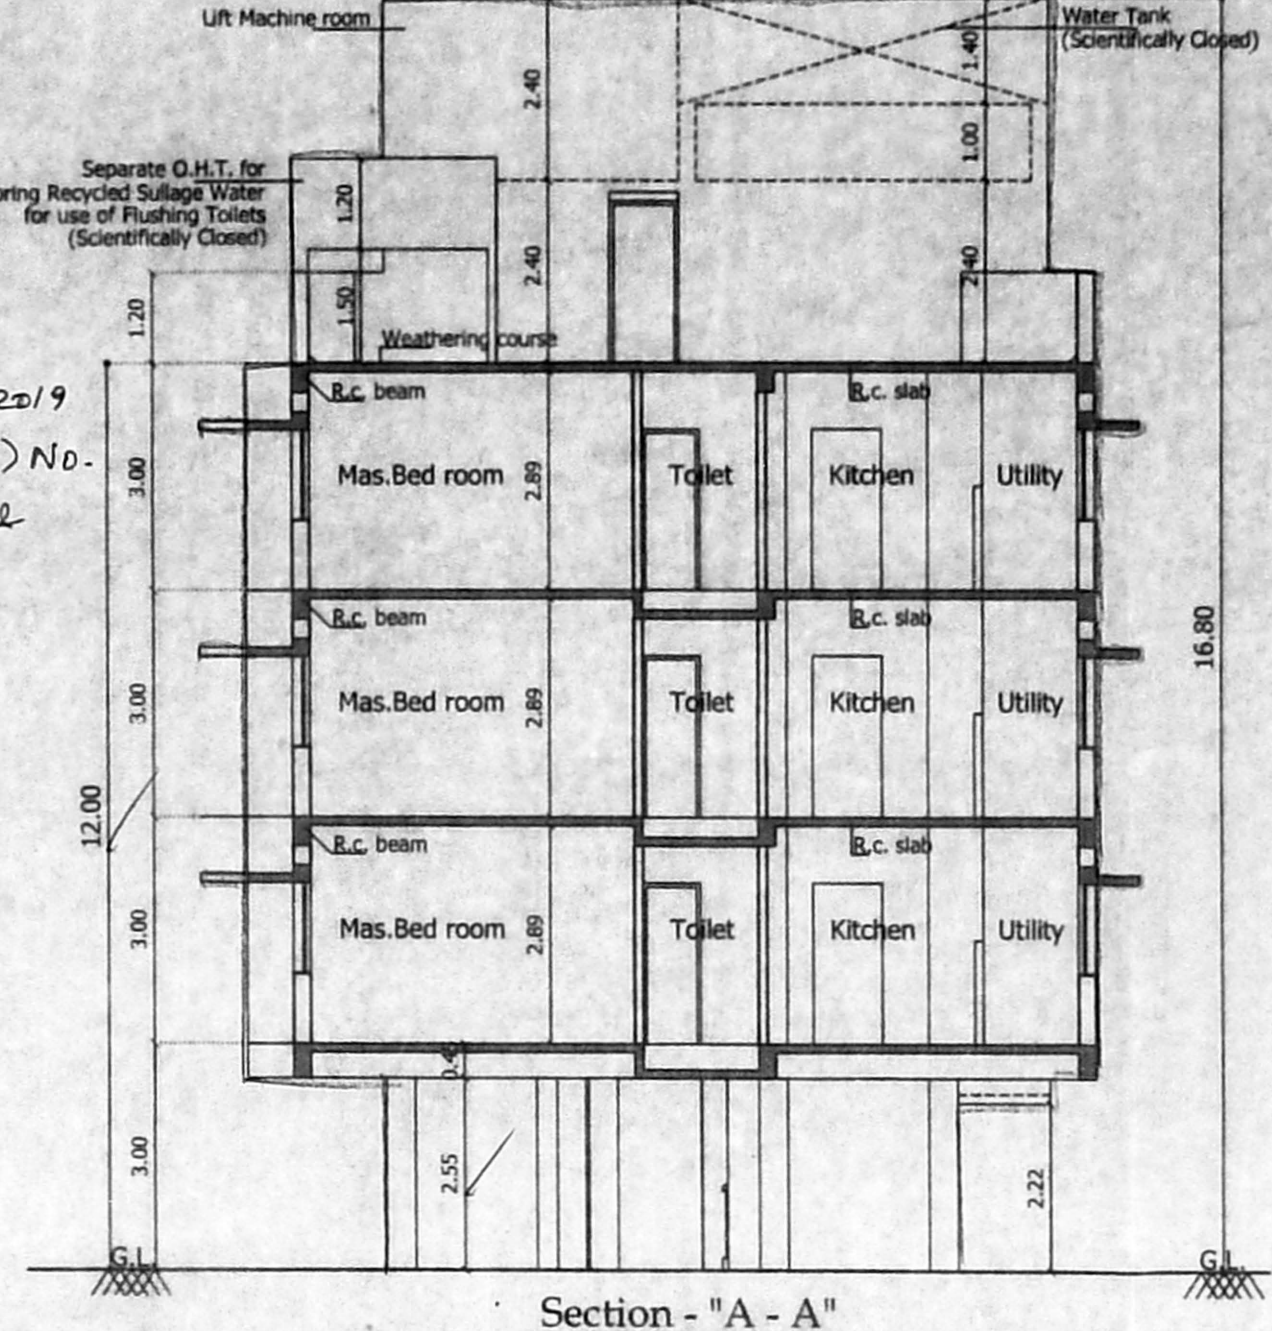 Lift Machine room
Water Tank
(Scientifically Closed)
2.40
1.40
1.00
Separate O.H.T. for
oring Recycled Sullage Water
for use of Flushing Toilets
(Scientifically Closed)
1.20
2.40
2.40
1.20
1.50
Weathering course
2019
) No.
R.c. beam
R.c. slab
3.00
Mas.Bed room
2.89
Toilet
Kitchen
Utility
R.c. beam
R.c. slab
16.80
3.00
Mas.Bed room
2.89
Toilet
Kitchen
Utility
12.00
R.c. beam
R.c. slab
3.00
Mas.Bed room
2.89
Toilet
Kitchen
Utility
3.00
2.55
2.22
G.L.
G.L.
Section - "A - A"